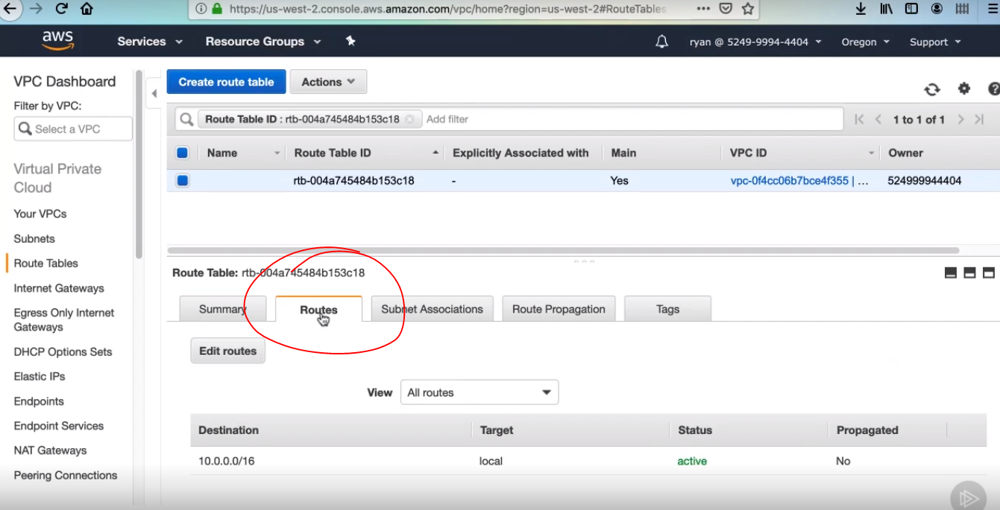 https://us-west-2.console.aws.amazon.com/vpc/home?region=us-west-2#RouteTables
aws Services Resource Groups ryan @ 5249-9994-4404 Oregon Support
VPC Dashboard
Filter by VPC:
Select a VPC
Virtual Private
Cloud
Your VPCs
Subnets
Route Tables
Internet Gateways
Egress Only Internet
Gateways
DHCP Options Sets
Elastic IPs
Endpoints
Endpoint Services
NAT Gateways
Peering Connections
Create route table Actions
Route Table ID : rtb-004a745484b153c18 Add filter 1 to 1 of 1
Name Route Table ID Explicitly Associated with Main VPC ID Owner
rtb-004a745484b153c18 - Yes vpc-0f4cc06b7bce4f355 | ... 524999944404
Route Table: rtb-004a745484b153c18
Summary Routes Subnet Associations Route Propagation Tags
Edit routes
View All routes
Destination Target Status Propagated
10.0.0.0/16 local active No